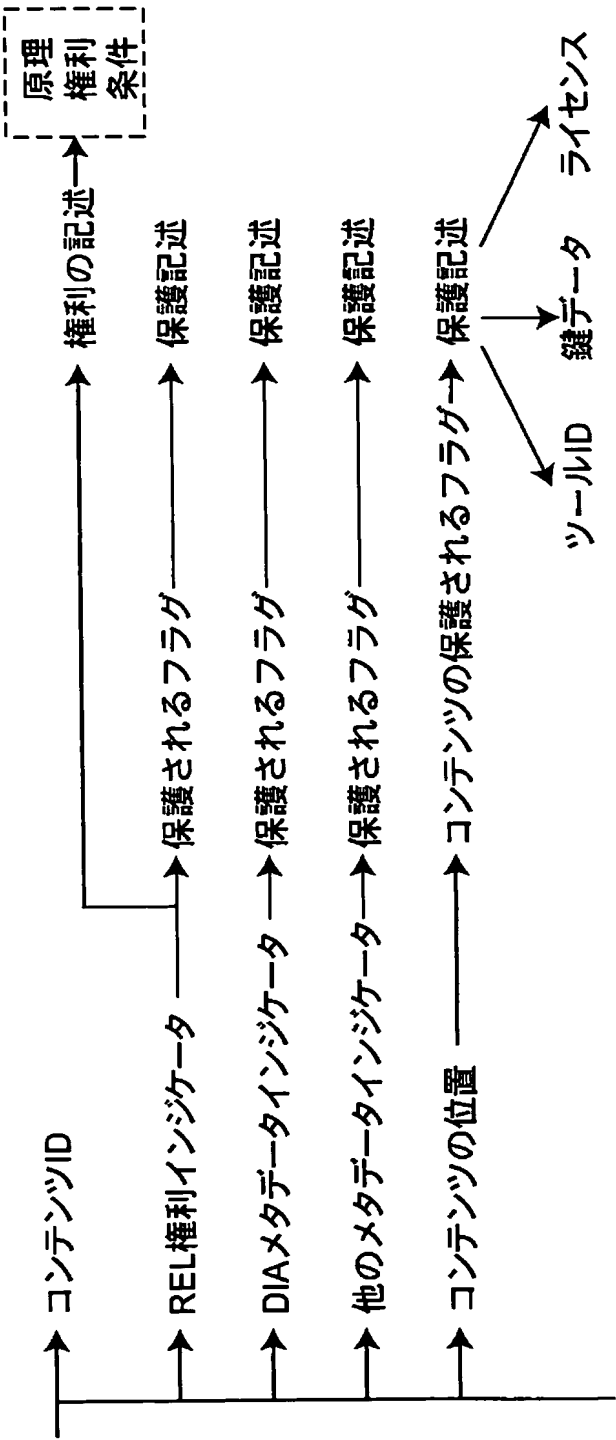 コンテンツID
権利の記述
原理
権利
条件
REL権利インジケータ
保護されるフラグ
保護記述
DIAメタデータインジケータ
保護されるフラグ
保護記述
他のメタデータインジケーター
保護されるフラグ
保護記述
コンテンツの位置
コンテンツの保護されるフラグ
保護記述
ツールID
鍵データ
ライセンス